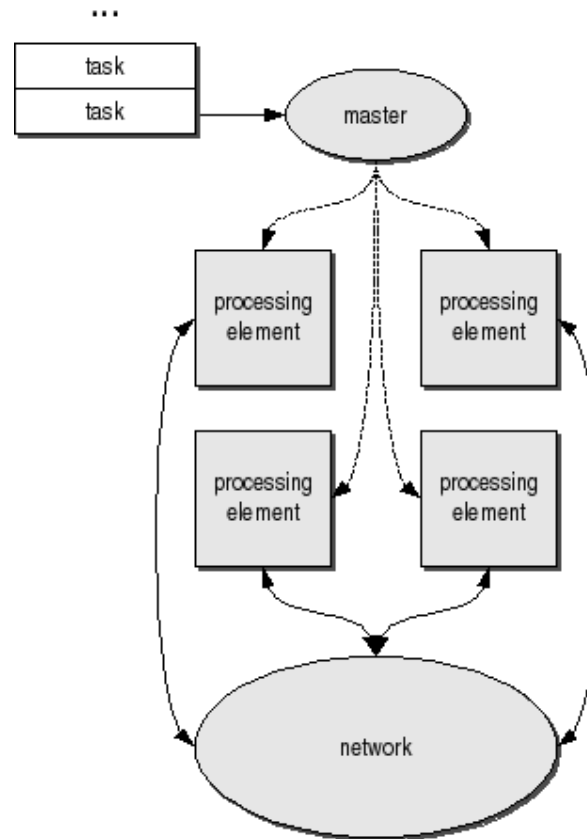 ...
task
task
master
processing
element
processing
element
processing
element
processing
element
network